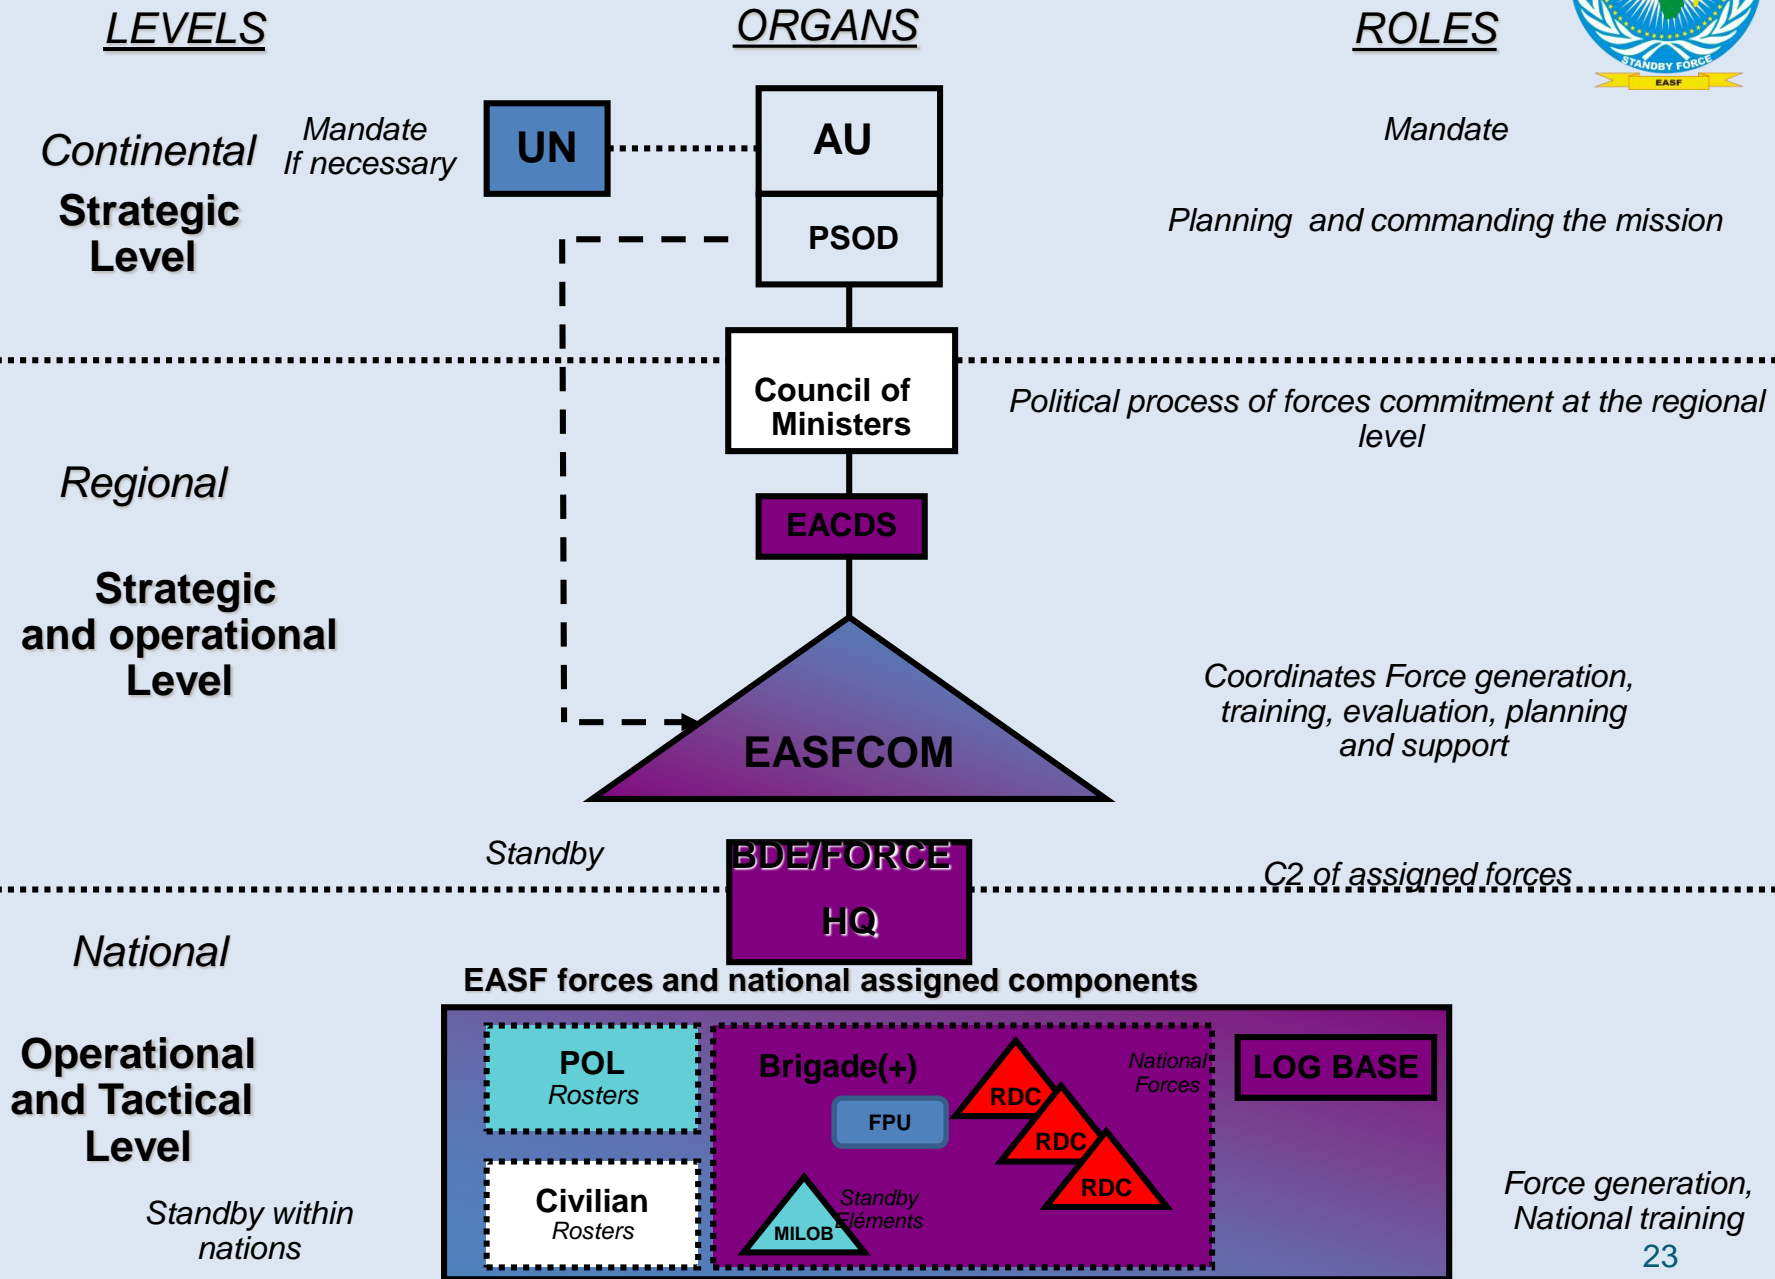 LEVELS
ORGANS
ROLES
STANDBY FORCE
EASF
Continental
Mandate
If necessary
UN
AU
Mandate
Strategic
Level
PSOD
Planning and commanding the mission
Council of
Ministers
Political process of forces commitment at the regional
level
Regional
EACDS
Strategic
and operational
Level
EASFCOM
Coordinates Force generation,
training, evaluation, planning
and support
Standby
BDE/FORCE
HQ
C2 of assigned forces
National
EASF forces and national assigned components
Operational
and Tactical
Level
POL
Rosters
Brigade(+)
FPU
RDC
RDC
RDC
National
Forces
LOG BASE
Civilian
Rosters
MILOB
Standby
Eléments
Standby within
nations
Force generation,
National training
23